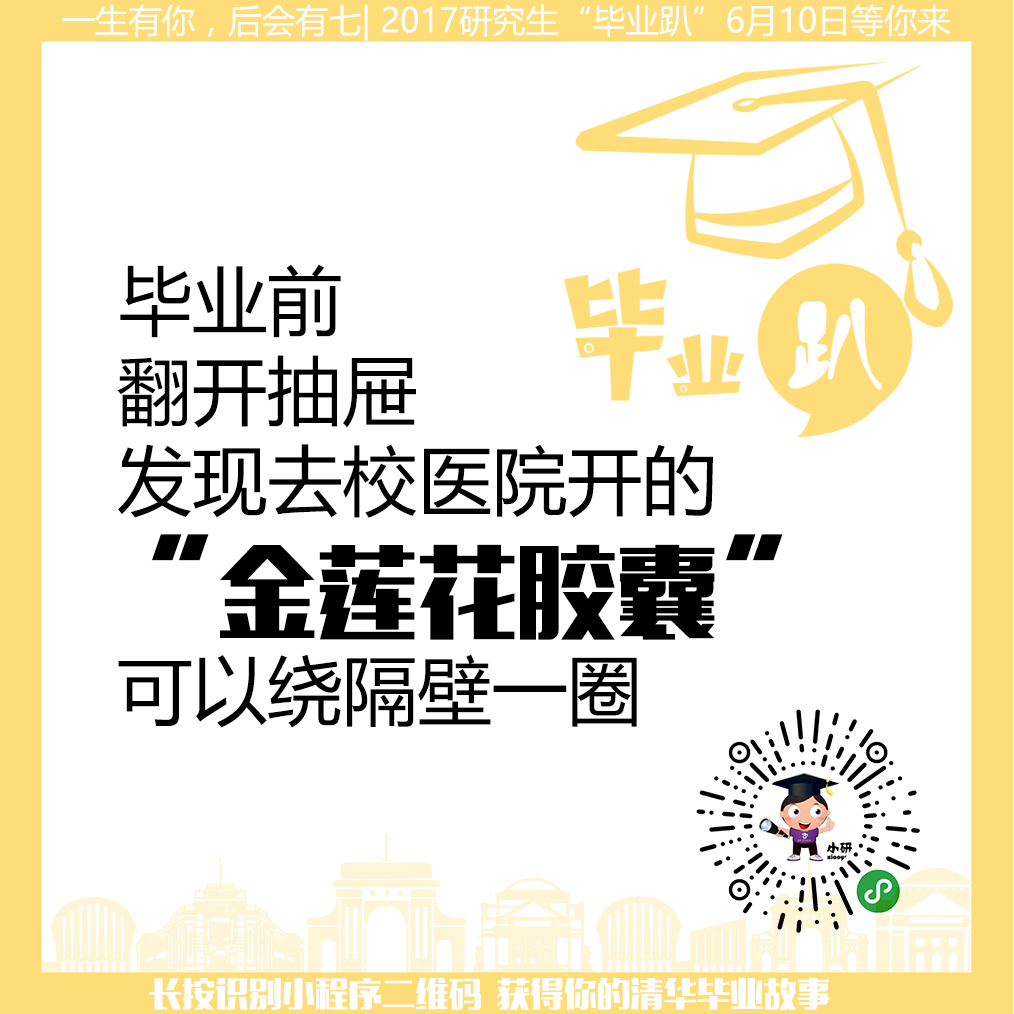 一生有你，后会有七| 2017研究生“毕业趴”6月10日等你来
毕业趴
毕业前
翻开抽屉
发现去校医院开的
“金莲花胶囊”
可以绕隔壁一圈
小研
长按识别小程序二维码 获得你的清华毕业故事